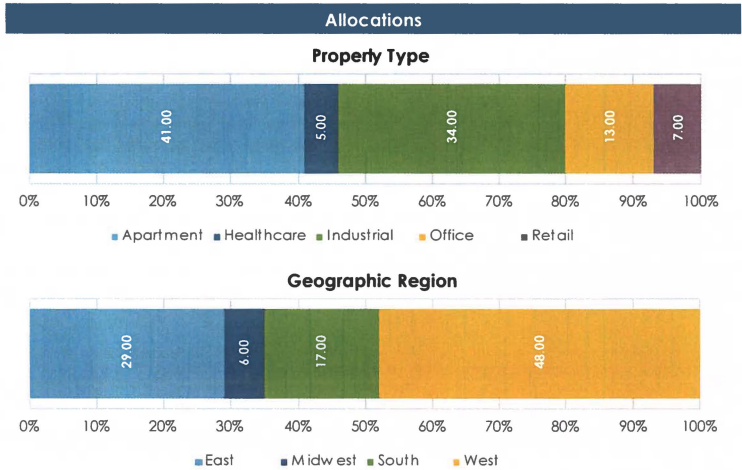 Allocations
Property Type
41.00 5.00 34.00 13.00 7.00
0% 10% 20% 30% 40% 50% 60% 70% 80% 90% 100%
Apartment Healthcare Industrial Office Retail
Geographic Region
29.00 6.00 17.00 48.00
0% 10% 20% 30% 40% 50% 60% 70% 80% 90% 100%
East Midwest South West